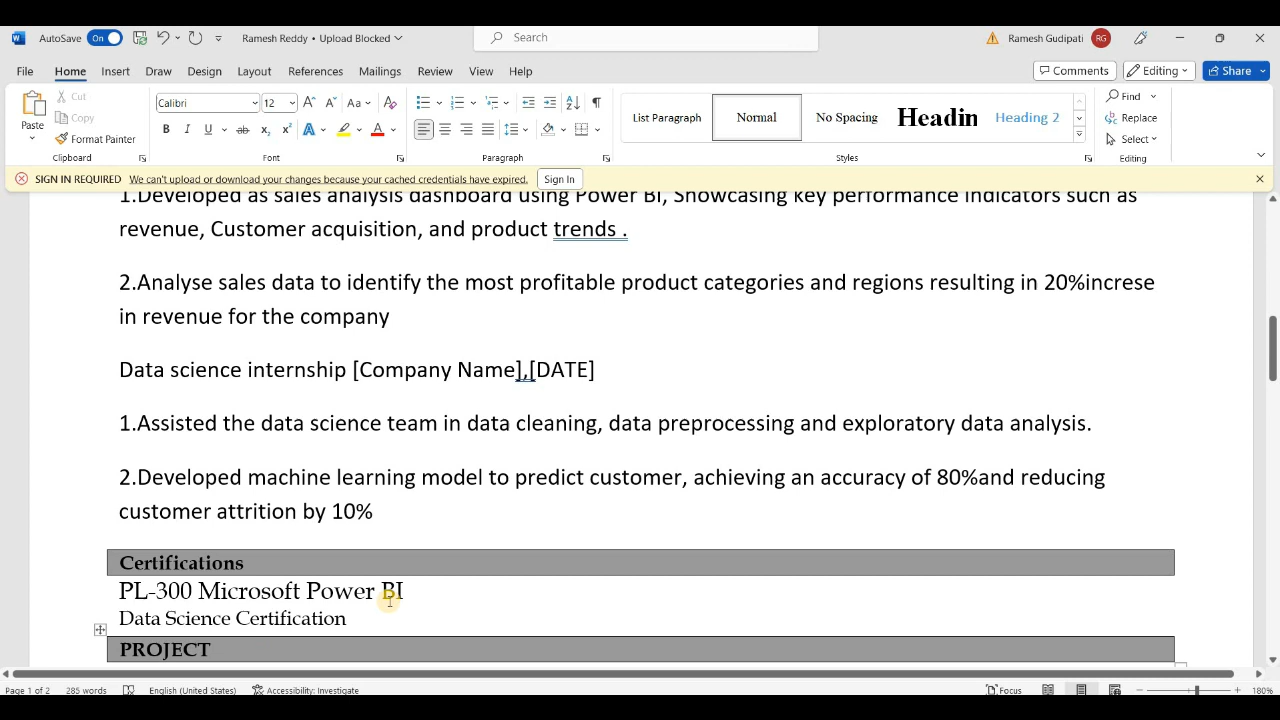 AutoSave On Ramesh Reddy • Upload Blocked Search Ramesh Gudipati RG
File Home Insert Draw Design Layout References Mailings Review View Help Comments Editing Share
Paste Cut Copy Format Painter
Calibri 12 A A Aa A
B I U ab x₂ x² A A
List Paragraph Normal No Spacing Headin Heading 2
Find Replace Select
Clipboard Font Paragraph Styles Editing
SIGN IN REQUIRED We can't upload or download your changes because your cached credentials have expired. Sign In
1.Developed as sales analysis dashboard using Power BI, Showcasing key performance indicators such as
revenue, Customer acquisition, and product trends .
2.Analyse sales data to identify the most profitable product categories and regions resulting in 20%increse
in revenue for the company
Data science internship [Company Name],[DATE]
1.Assisted the data science team in data cleaning, data preprocessing and exploratory data analysis.
2.Developed machine learning model to predict customer, achieving an accuracy of 80%and reducing
customer attrition by 10%
Certifications
PL-300 Microsoft Power BI
Data Science Certification
PROJECT
Page 1 of 2 285 words English (United States) Accessibility: Investigate Focus 180%